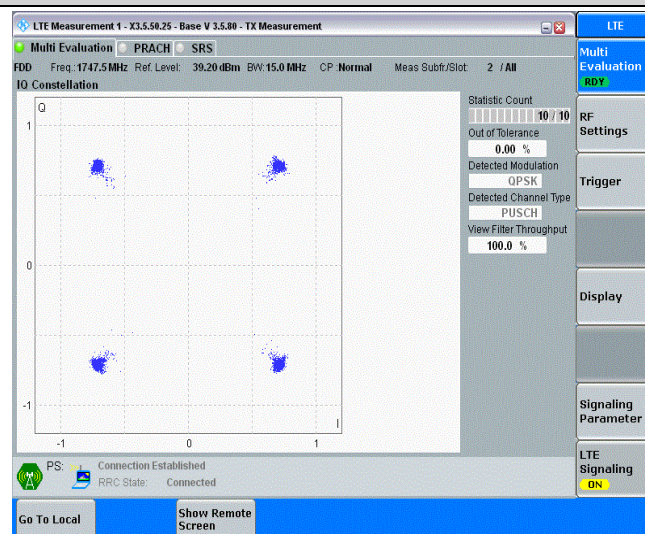 LTE Measurement 1 - X3.5.50.25 - Base V 3.5.80 - TX Measurement
LTE
Multi Evaluation PRACH SRS
FDD Freq.: 1747.5 MHz Ref. Level: 39.20 dBm BW: 15.0 MHz CP : Normal Meas Subfr./Slot: 2 / All
IQ Constellation
Q
1
0
-1
-1 0 1
I
Statistic Count
10 / 10
Out of Tolerance
0.00 %
Detected Modulation
QPSK
Detected Channel Type
PUSCH
View Filter Throughput
100.0 %
Multi
Evaluation
RDY
RF
Settings
Trigger
Display
Signaling
Parameter
LTE
Signaling
ON
PS: Connection Established
RRC State: Connected
Go To Local
Show Remote
Screen